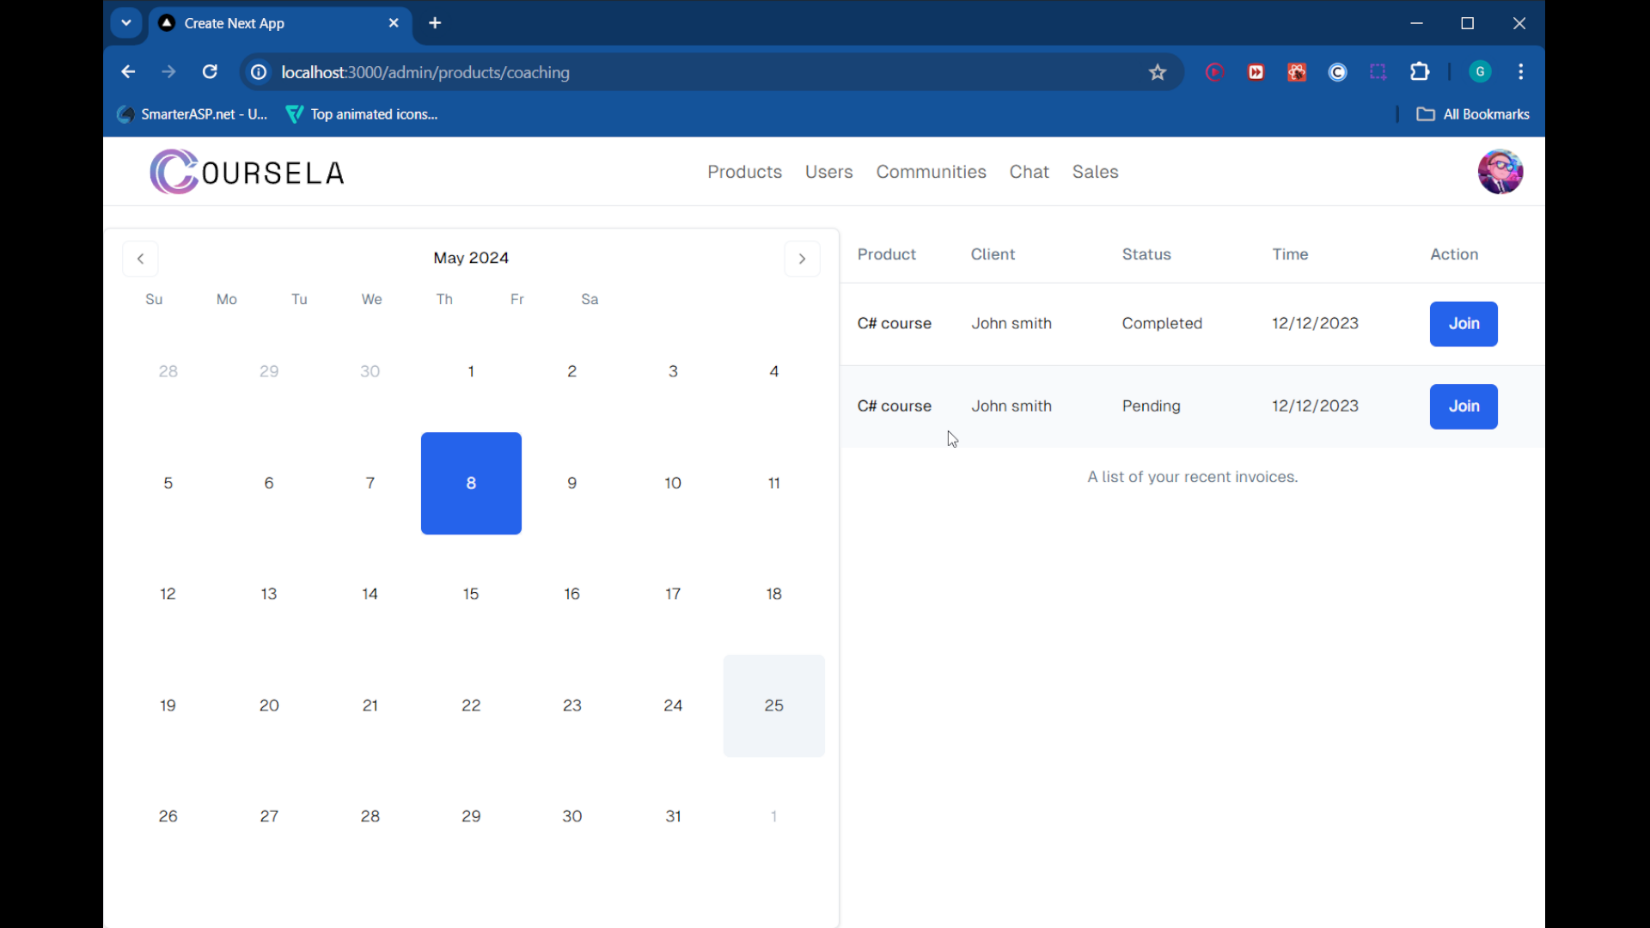 Create Next App
localhost:3000/admin/products/coaching
G
SmarterASP.net - U... Top animated icons... All Bookmarks
COURSELA Products Users Communities Chat Sales
May 2024
Su Mo Tu We Th Fr Sa
28 29 30 1 2 3 4
5 6 7 8 9 10 11
12 13 14 15 16 17 18
19 20 21 22 23 24 25
26 27 28 29 30 31 1
Product Client Status Time Action
C# course John smith Completed 12/12/2023 Join
C# course John smith Pending 12/12/2023 Join
A list of your recent invoices.